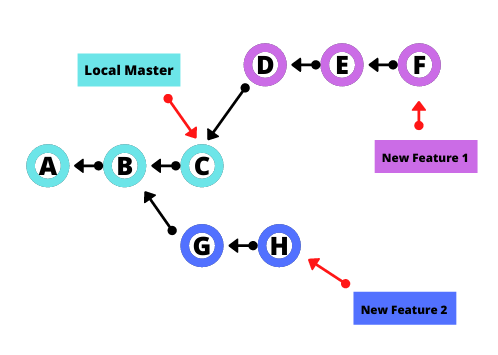 D E F
Local Master
New Feature 1
A B C
G H
New Feature 2